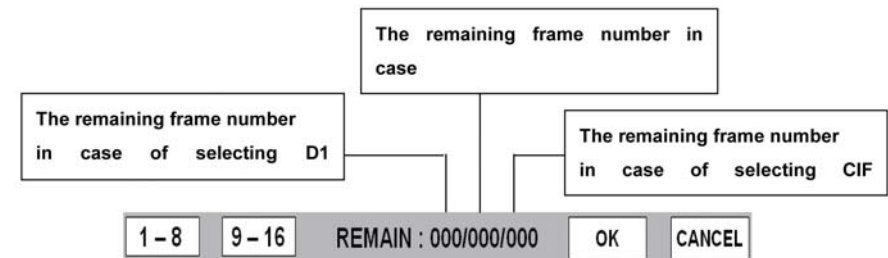 The remaining frame number in
case
The remaining frame number
in case of selecting D1
The remaining frame number
in case of selecting CIF
1 – 8 9 – 16 REMAIN : 000/000/000 OK CANCEL